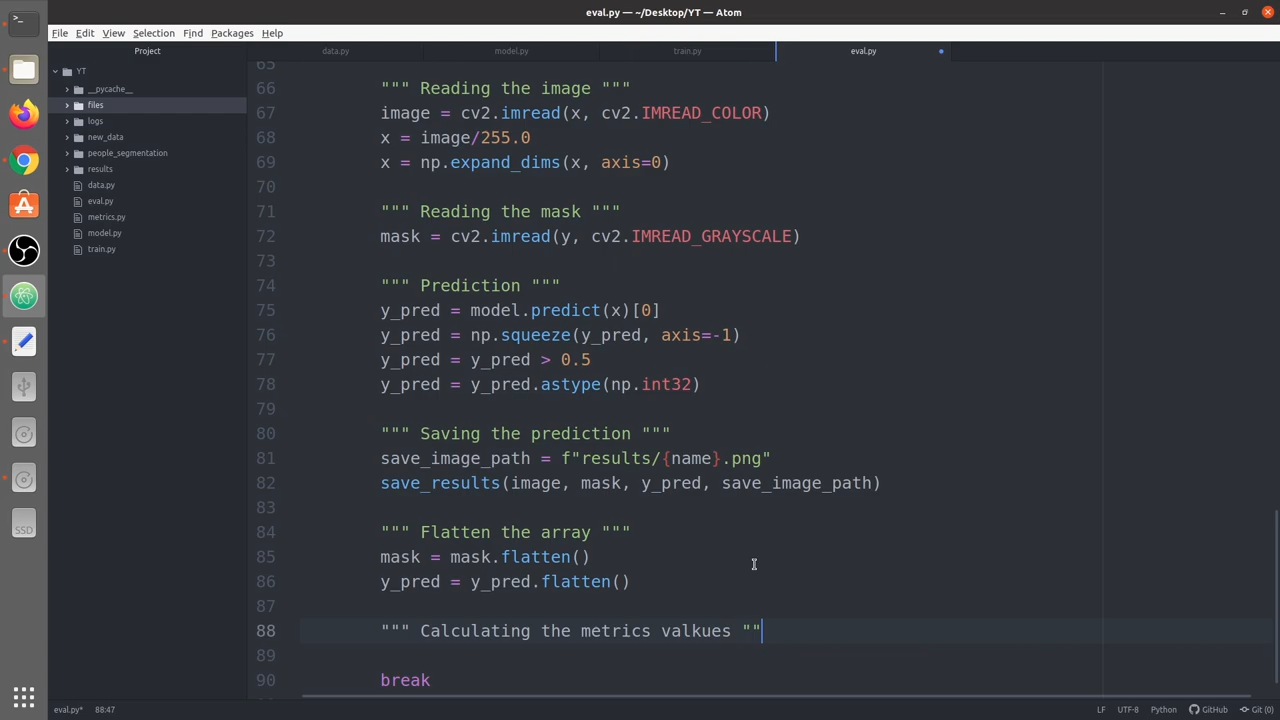 eval.py — ~/Desktop/YT — Atom
File Edit View Selection Find Packages Help
Project
data.py
model.py
train.py
eval.py
YT
__pycache__
files
logs
new_data
people_segmentation
results
data.py
eval.py
metrics.py
model.py
train.py
65
66 """ Reading the image """
67 image = cv2.imread(x, cv2.IMREAD_COLOR)
68 x = image/255.0
69 x = np.expand_dims(x, axis=0)
70
71 """ Reading the mask """
72 mask = cv2.imread(y, cv2.IMREAD_GRAYSCALE)
73
74 """ Prediction """
75 y_pred = model.predict(x)[0]
76 y_pred = np.squeeze(y_pred, axis=-1)
77 y_pred = y_pred > 0.5
78 y_pred = y_pred.astype(np.int32)
79
80 """ Saving the prediction """
81 save_image_path = f"results/{name}.png"
82 save_results(image, mask, y_pred, save_image_path)
83
84 """ Flatten the array """
85 mask = mask.flatten()
86 y_pred = y_pred.flatten()
87
88 """ Calculating the metrics valkues ""
89
90 break
SSD
eval.py* 88:47
LF UTF-8 Python GitHub Git (0)